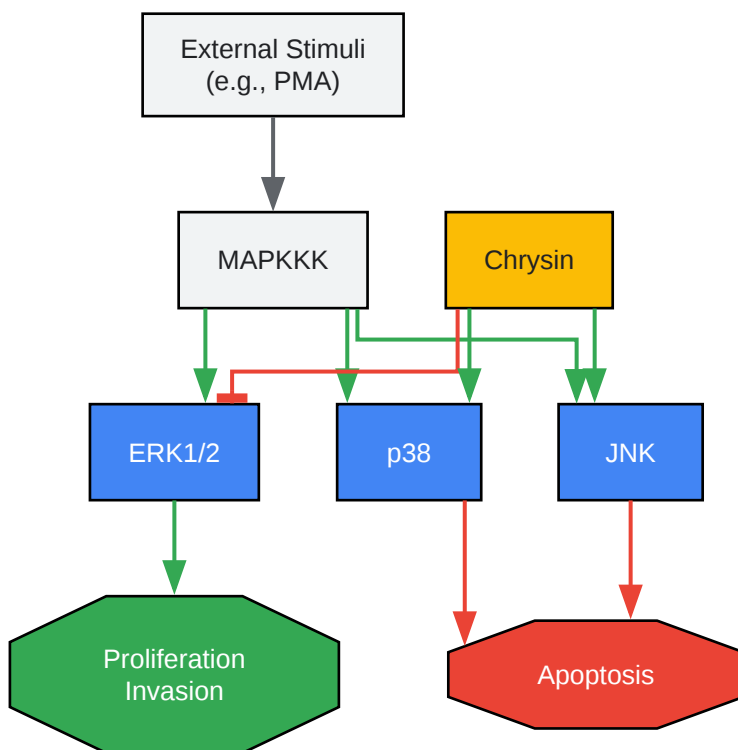 External Stimuli
(e.g., PMA)
MAPKKK
Chrysin
ERK1/2
p38
JNK
Proliferation
Invasion
Apoptosis